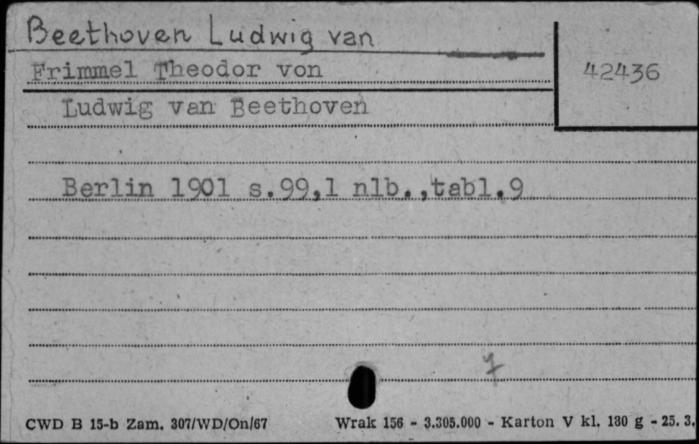 Beethoven Ludwig van
Frimmel Theodor von
42436
Ludwig van Beethoven
Berlin 1901 s.99,1 nlb.,tabl.9
7
CWD B 15-b Zam. 307/WD/On/67 Wrak 156 - 3.305.000 - Karton V kl. 180 g - 25. 3.